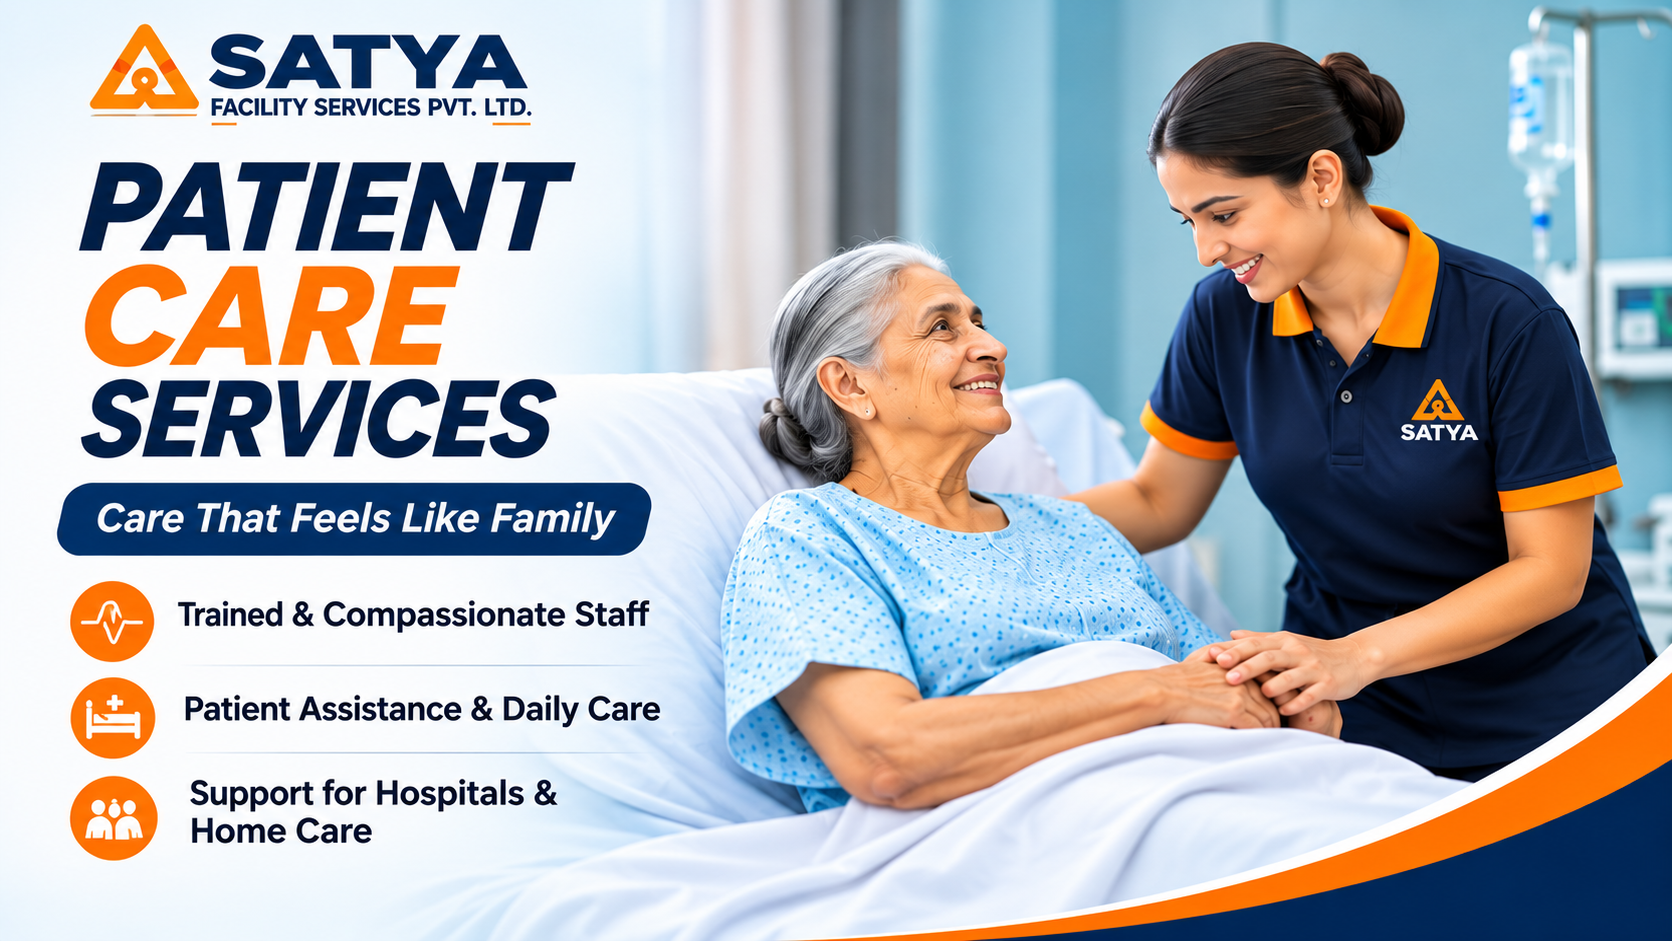 SATYA
FACILITY SERVICES PVT. LTD.
PATIENT
CARE
SERVICES
Care That Feels Like Family
Trained & Compassionate Staff
Patient Assistance & Daily Care
Support for Hospitals &
Home Care
SATYA